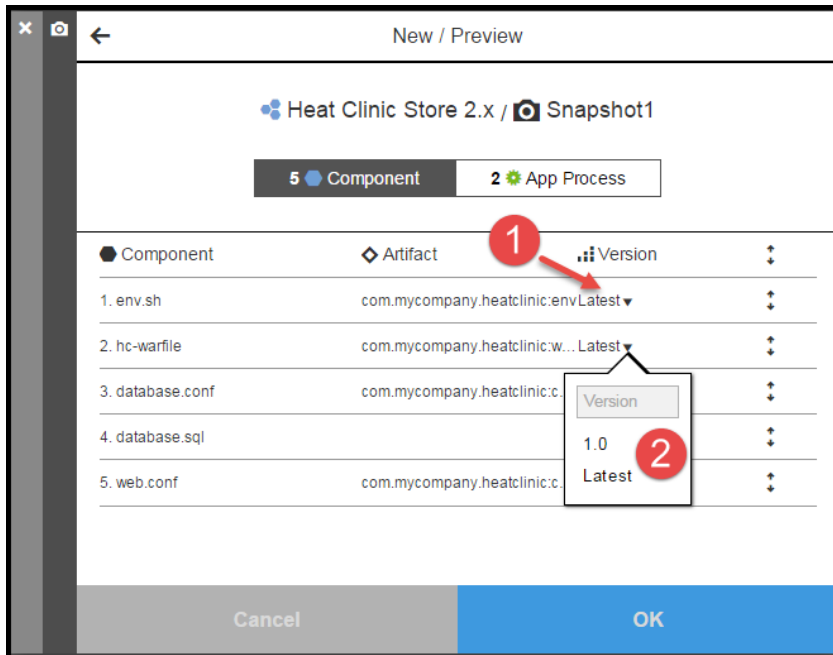 New / Preview
Heat Clinic Store 2.x / Snapshot1
5 Component 2 App Process
Component Artifact Version
1
1. env.sh com.mycompany.heatclinic:env Latest
2. hc-warfile com.mycompany.heatclinic:w... Latest
3. database.conf com.mycompany.heatclinic:c.
Version
4. database.sql
1.0
2
Latest
5. web.conf com.mycompany.heatclinic:c.
Cancel OK